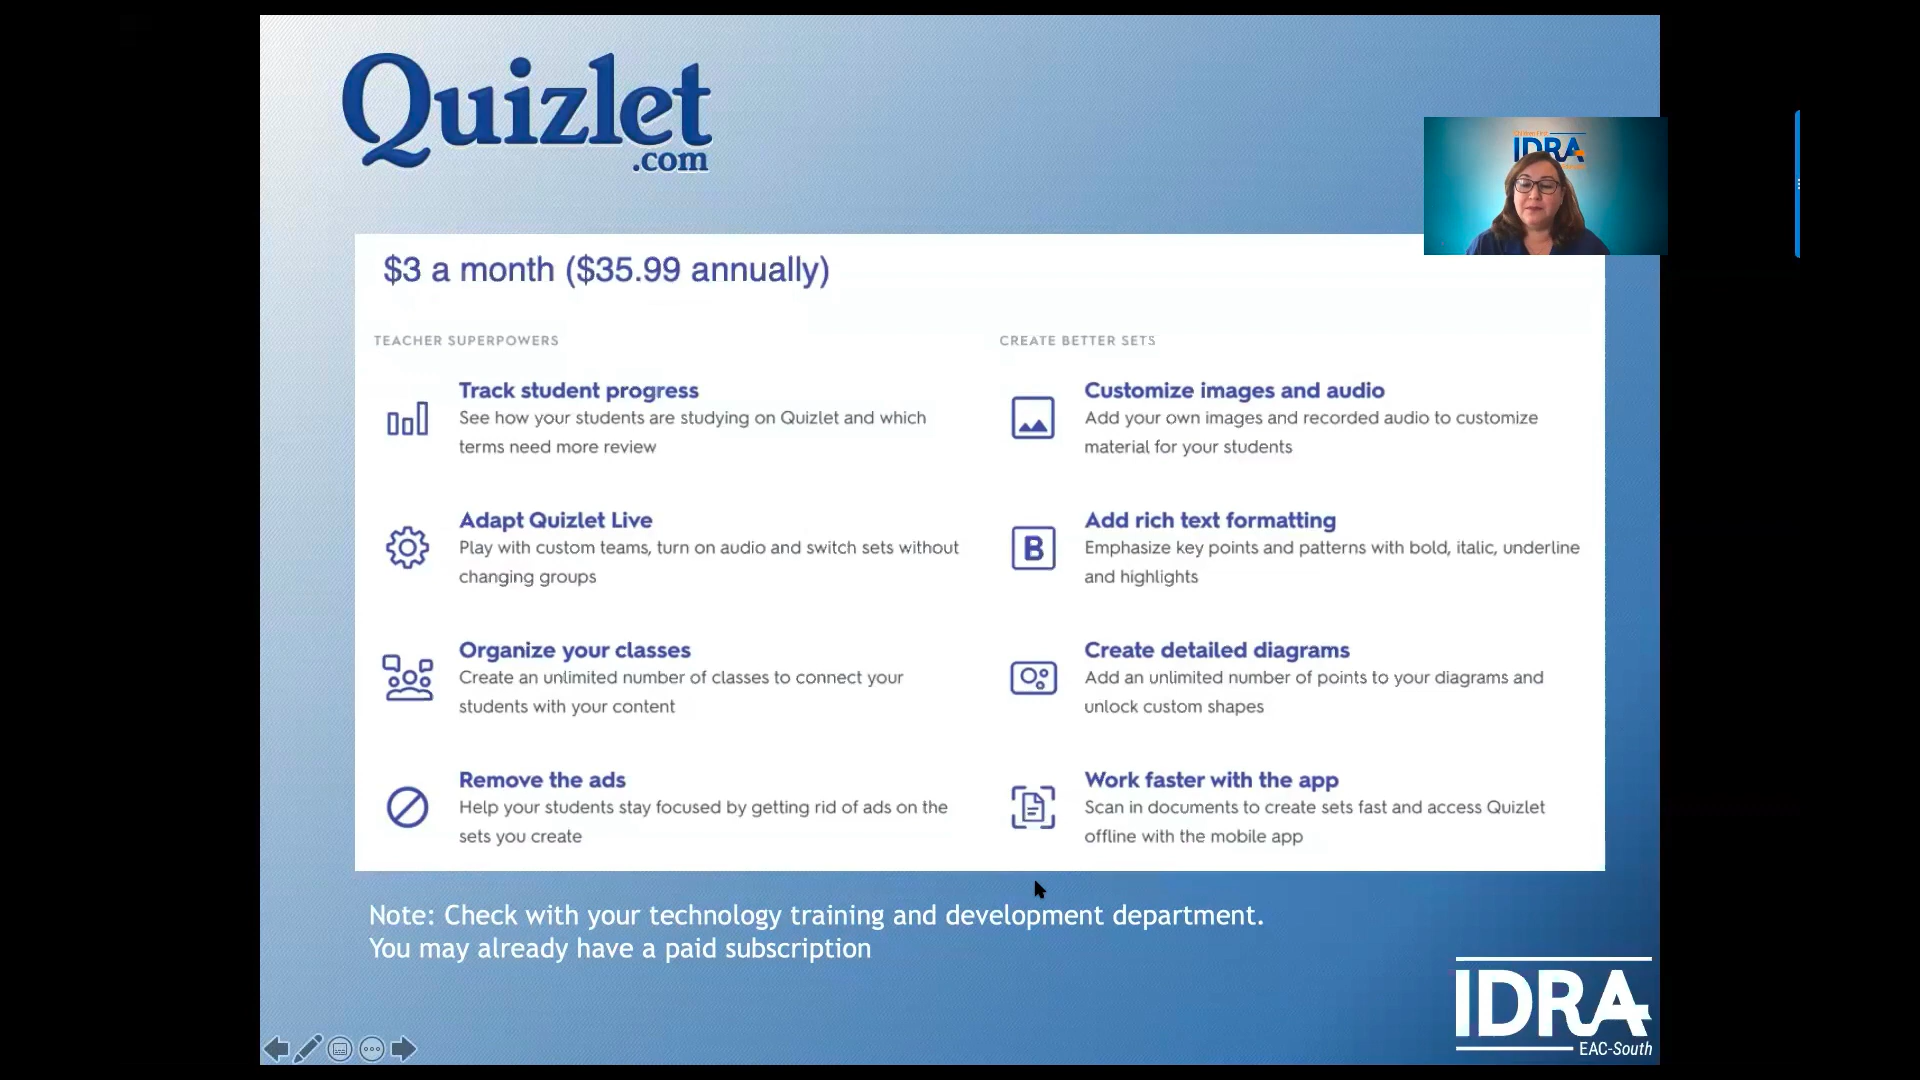 Quizlet
.com
IDRA
$3 a month ($35.99 annually)
TEACHER SUPERPOWERS
Track student progress
See how your students are studying on Quizlet and which
terms need more review
Adapt Quizlet Live
Play with custom teams, turn on audio and switch sets without
changing groups
Organize your classes
Create an unlimited number of classes to connect your
students with your content
Remove the ads
Help your students stay focused by getting rid of ads on the
sets you create
CREATE BETTER SETS
Customize images and audio
Add your own images and recorded audio to customize
material for your students
B
Add rich text formatting
Emphasize key points and patterns with bold, italic, underline
and highlights
Create detailed diagrams
Add an unlimited number of points to your diagrams and
unlock custom shapes
Work faster with the app
Scan in documents to create sets fast and access Quizlet
offline with the mobile app
Note: Check with your technology training and development department.
You may already have a paid subscription
IDRA
EAC-South